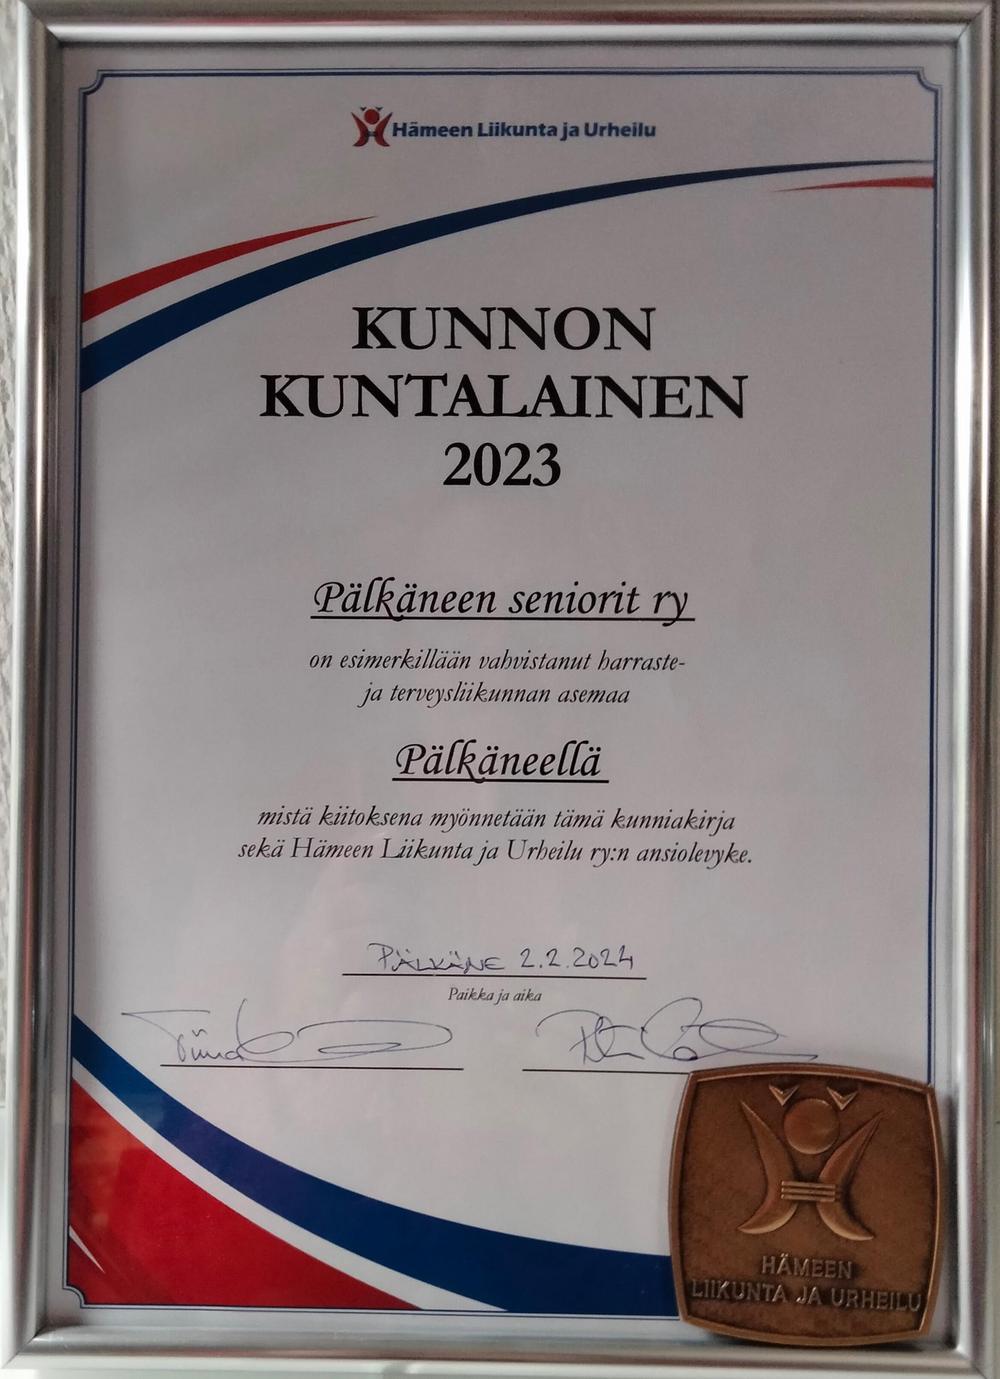 Hämeen Liikunta ja Urheilu
KUNNON
KUNTALAINEN
2023
Pälkäneen seniorit ry
on esimerkillään vahvistanut harraste-
ja terveysliikunnan asemaa
Pälkäneellä
mistä kiitoksena myönnetään tämä kunniakirja
sekä Hämeen Liikunta ja Urheilu ry:n ansiolevyke.
PÄLKÄNE 2.2.2024
Paikka ja aika
HÄMEEN
LIIKUNTA JA URHEILU